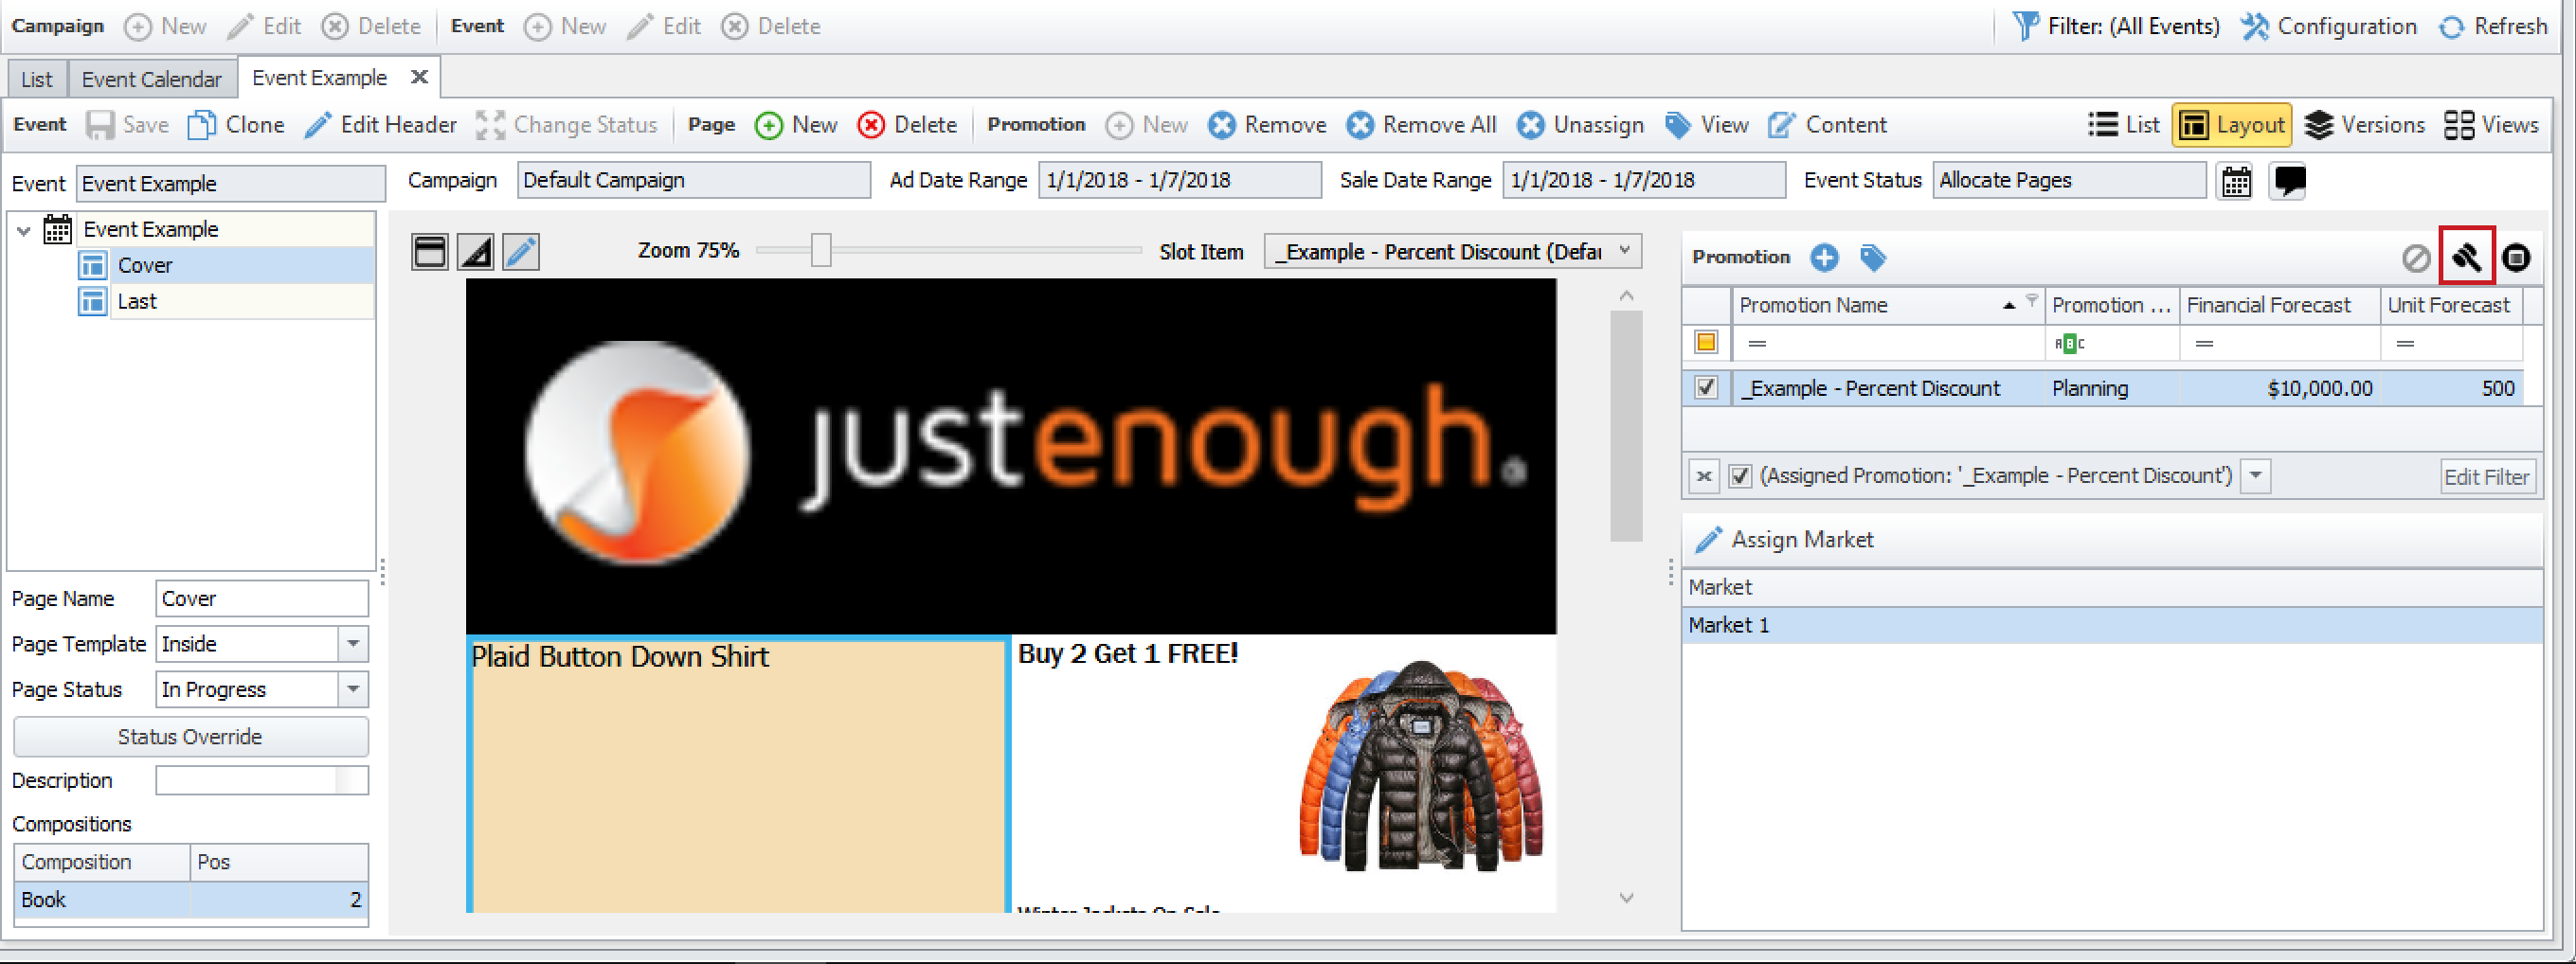 Campaign New Edit Delete Event New Edit Delete Filter: (All Events) Configuration Refresh
List Event Calendar Event Example
Event Save Clone Edit Header Change Status Page New Delete Promotion New Remove Remove All Unassign View Content List Layout Versions Views
Event Event Example Campaign Default Campaign Ad Date Range 1/1/2018 - 1/7/2018 Sale Date Range 1/1/2018 - 1/7/2018 Event Status Allocate Pages
Event Example
Cover
Last
Page Name Cover
Page Template Inside
Page Status In Progress
Status Override
Description
Compositions
Composition Pos
Book 2
Zoom 75% Slot Item _Example - Percent Discount (Defau
justenough
Plaid Button Down Shirt
Buy 2 Get 1 FREE!
Winter Jackets On Sale
Promotion
Promotion Name Promotion ... Financial Forecast Unit Forecast
= ABC = =
_Example - Percent Discount Planning $10,000.00 500
(Assigned Promotion: '_Example - Percent Discount') Edit Filter
Assign Market
Market
Market 1